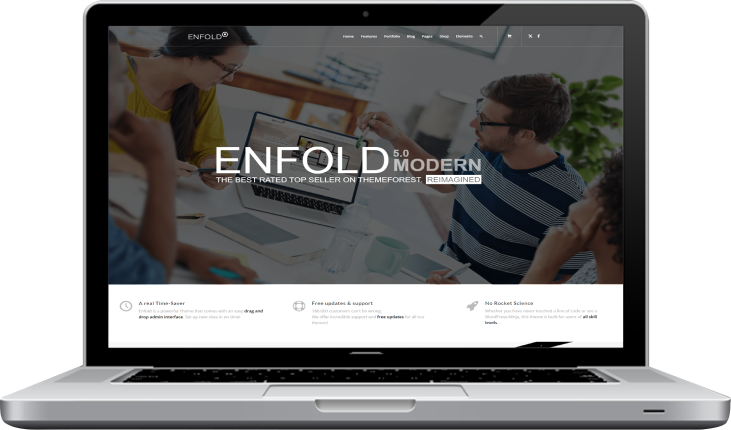 ENFOLD
Home Features Portfolio Blog Pages Shop Elements
ENFOLD 5.0 MODERN
THE BEST RATED TOP SELLER ON THEMEFOREST. REIMAGINED
A real Time-Saver
Enfold is a powerful Theme that comes with an easy drag and
drop admin interface. Set up new sites in no time!
Free updates & support
customers can't be wrong:
We offer incredible support and free updates for all our
themes!
No Rocket Science
Whether you have never touched a line of code or are a
WordPress Ninja, this theme is built for users of all skill
levels.